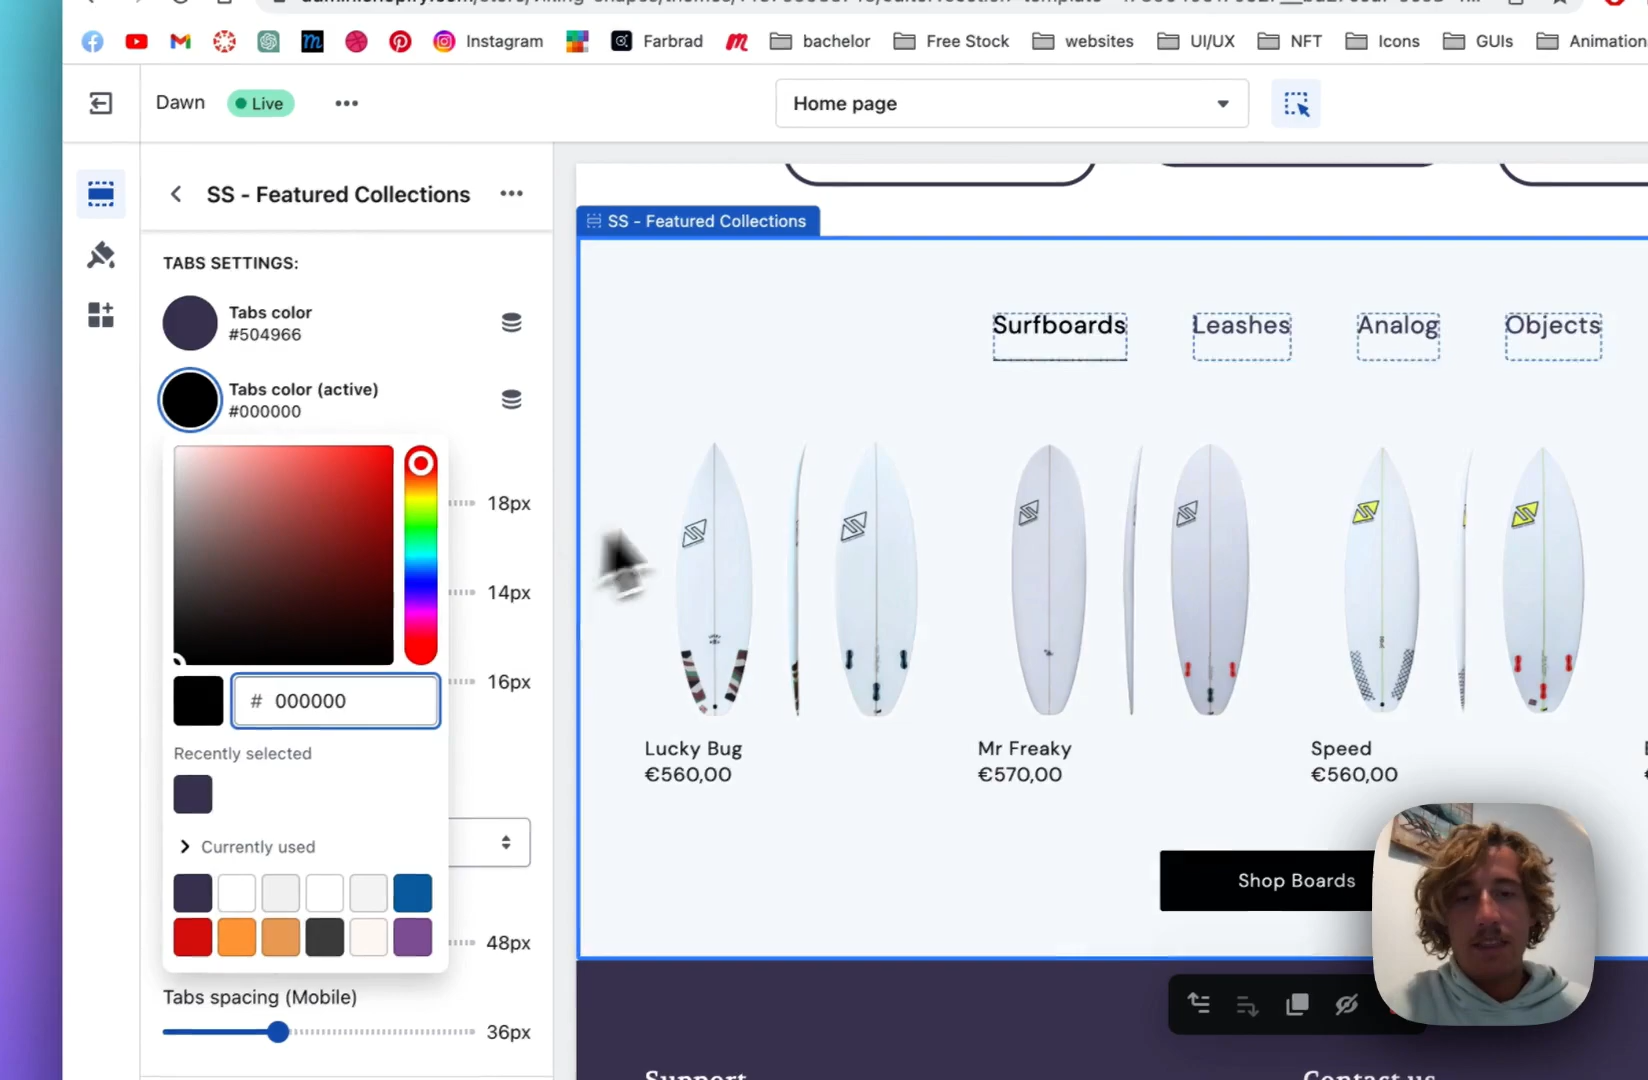 Instagram
Farbrad
bachelor
Free Stock
websites
UI/UX
NFT
Icons
GUIs
Animation
Dawn
Live
Home page
SS - Featured Collections
TABS SETTINGS:
Tabs color
#504966
Tabs color (active)
#000000
18px
14px
# 000000
16px
Recently selected
Currently used
48px
Tabs spacing (Mobile)
36px
SS - Featured Collections
Surfboards
Leashes
Analog
Objects
Lucky Bug
€560,00
Mr Freaky
€570,00
Speed
€560,00
Shop Boards
Support
Contact us